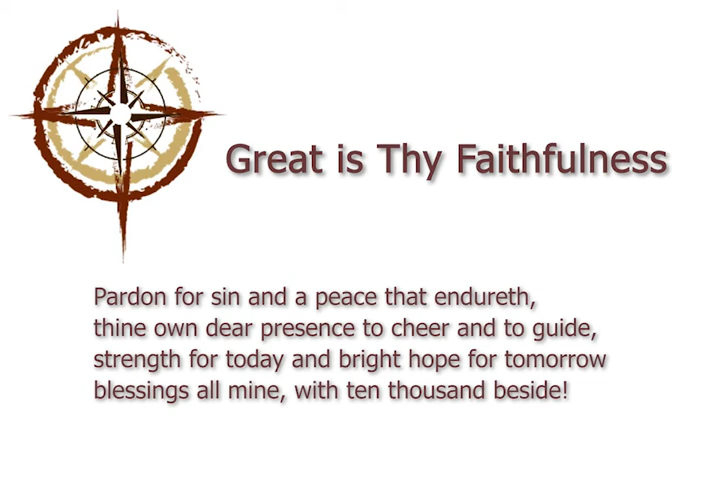 Great is Thy Faithfulness
Pardon for sin and a peace that endureth,
thine own dear presence to cheer and to guide,
strength for today and bright hope for tomorrow
blessings all mine, with ten thousand beside!